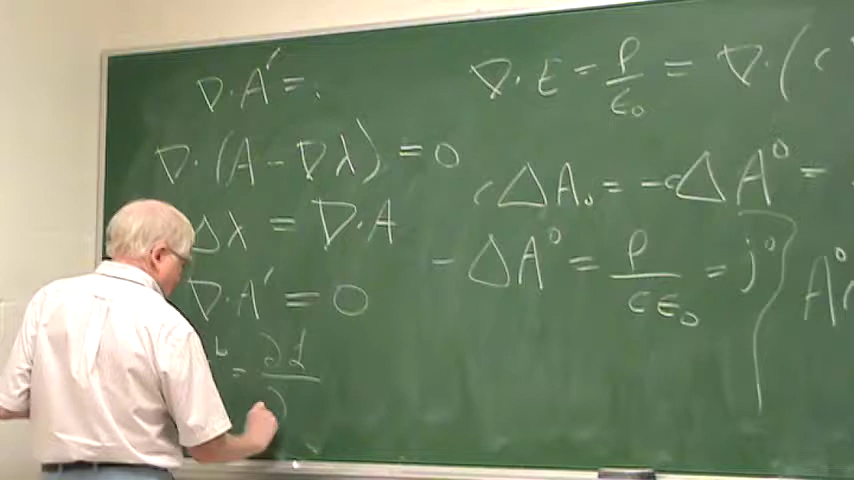 ∇·A′ =
∇·(A − ∇λ) = 0
Δλ = ∇·A
∇·A′ = 0
= ∂ℒ / ∂
∇·E = ρ/ε₀ = ∇·(c
cΔA₀ = −cΔA⁰ =
−ΔA⁰ = ρ/cε₀ = j⁰
A⁰